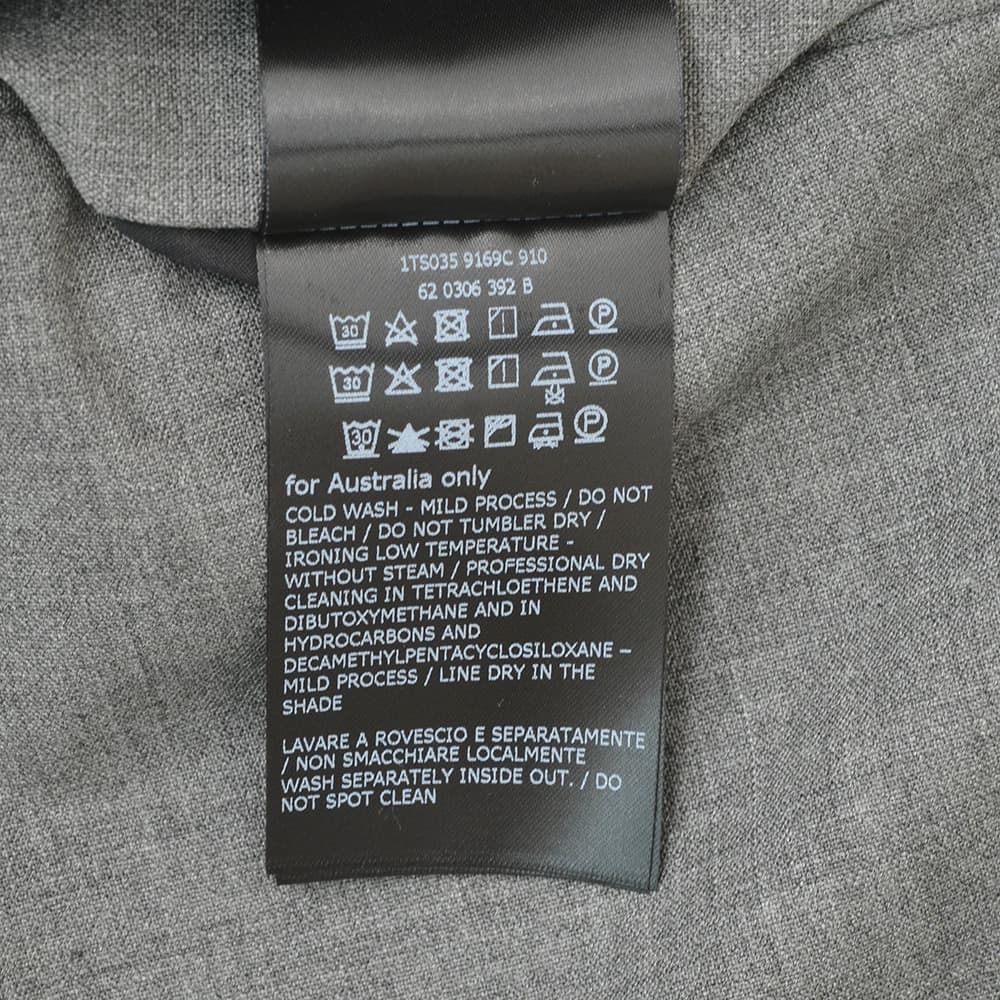 1TS035 9169C 910
62 0306 392 B
30 P
30 P
30 P
for Australia only
COLD WASH - MILD PROCESS / DO NOT
BLEACH / DO NOT TUMBLER DRY /
IRONING LOW TEMPERATURE -
WITHOUT STEAM / PROFESSIONAL DRY
CLEANING IN TETRACHLOETHENE AND
DIBUTOXYMETHANE AND IN
HYDROCARBONS AND
DECAMETHYLPENTACYCLOSILOXANE –
MILD PROCESS / LINE DRY IN THE
SHADE
LAVARE A ROVESCIO E SEPARATAMENTE
/ NON SMACCHIARE LOCALMENTE
WASH SEPARATELY INSIDE OUT. / DO
NOT SPOT CLEAN